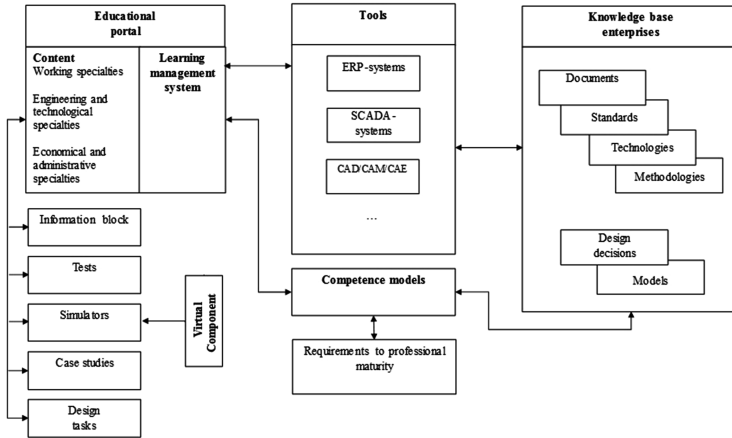 Educational
portal
Content
Working specialties
Engineering and
technological
specialties
Economical and
administrative
specialties
Learning
management
system
Information block
Tests
Simulators
Case studies
Design
tasks
Virtual
Component
Tools
ERP-systems
SCADA-
systems
CAD/CAM/CAE
...
Competence models
Requirements to professional
maturity
Knowledge base
enterprises
Documents
Standards
Technologies
Methodologies
Design
decisions
Models